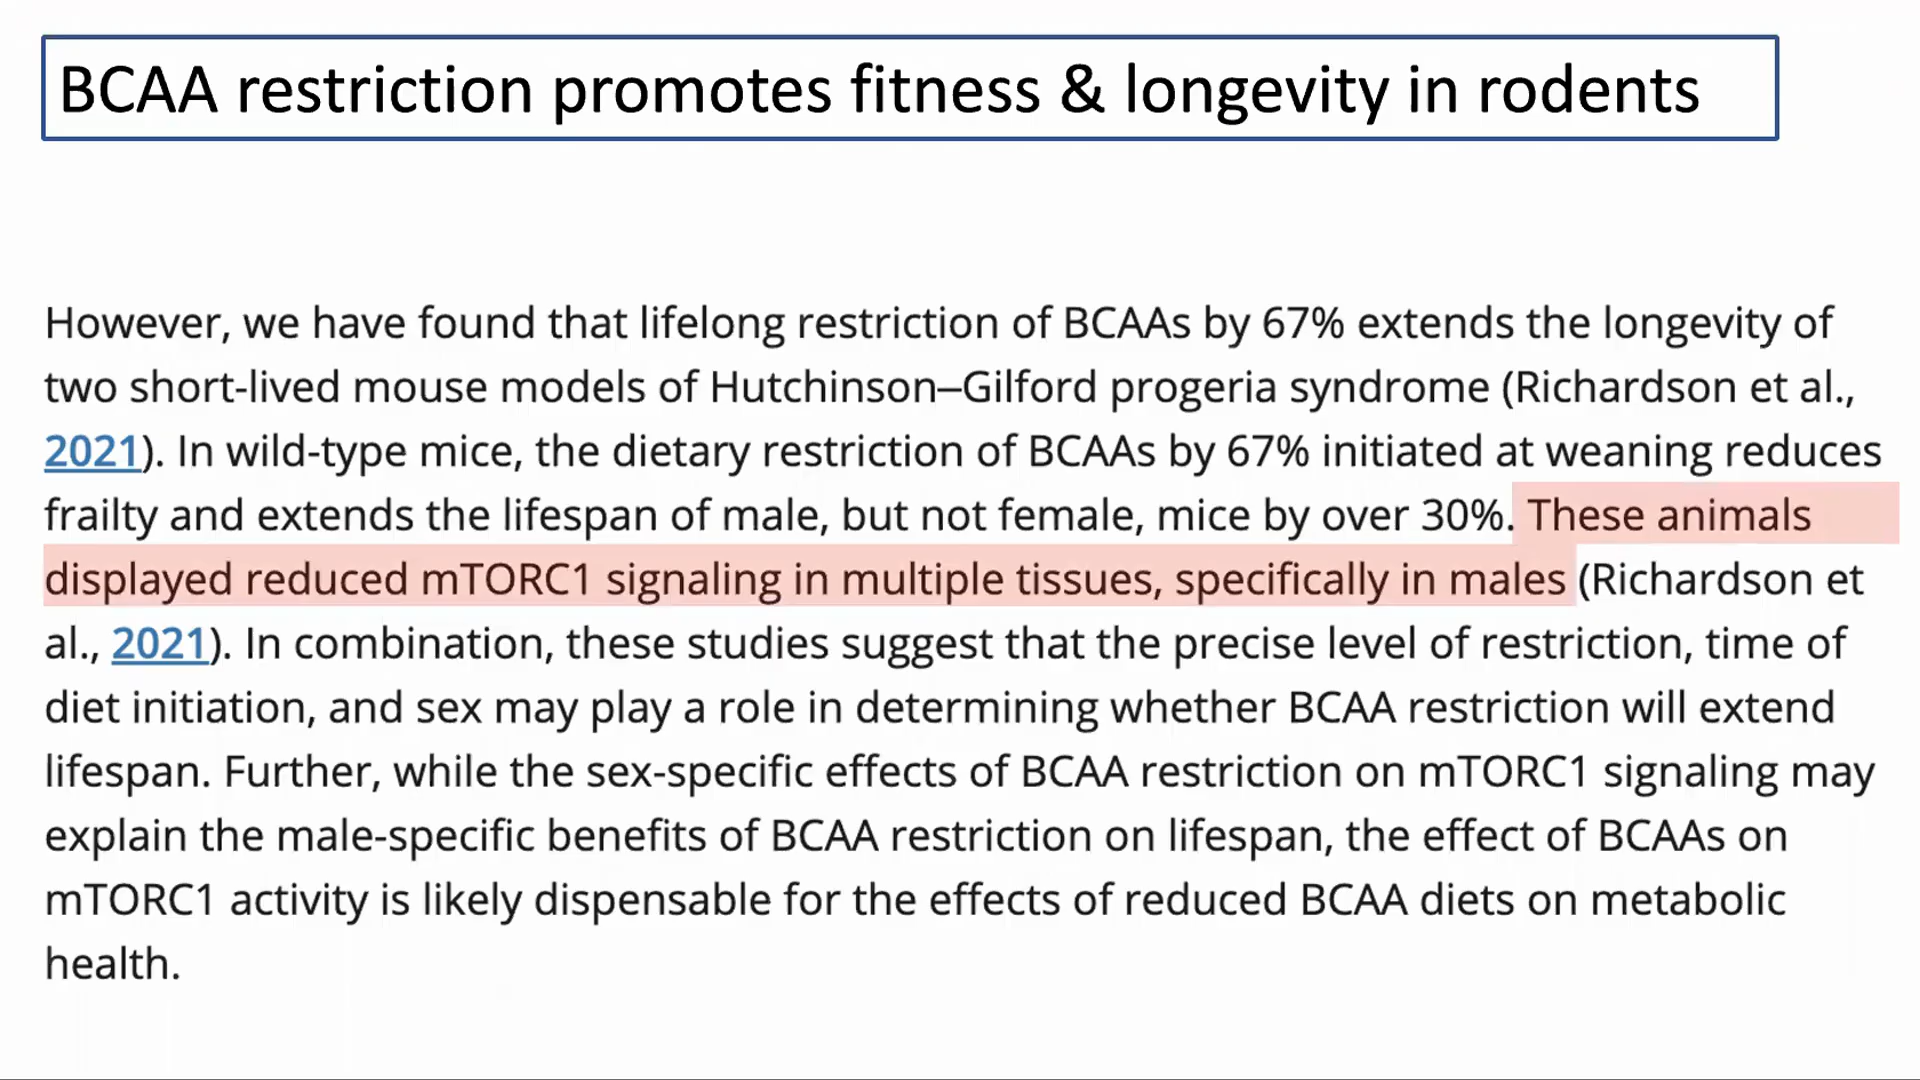 BCAA restriction promotes fitness & longevity in rodents
However, we have found that lifelong restriction of BCAAs by 67% extends the longevity of
two short-lived mouse models of Hutchinson–Gilford progeria syndrome (Richardson et al.,
2021). In wild-type mice, the dietary restriction of BCAAs by 67% initiated at weaning reduces
frailty and extends the lifespan of male, but not female, mice by over 30%. These animals
displayed reduced mTORC1 signaling in multiple tissues, specifically in males (Richardson et
al., 2021). In combination, these studies suggest that the precise level of restriction, time of
diet initiation, and sex may play a role in determining whether BCAA restriction will extend
lifespan. Further, while the sex-specific effects of BCAA restriction on mTORC1 signaling may
explain the male-specific benefits of BCAA restriction on lifespan, the effect of BCAAs on
mTORC1 activity is likely dispensable for the effects of reduced BCAA diets on metabolic
health.